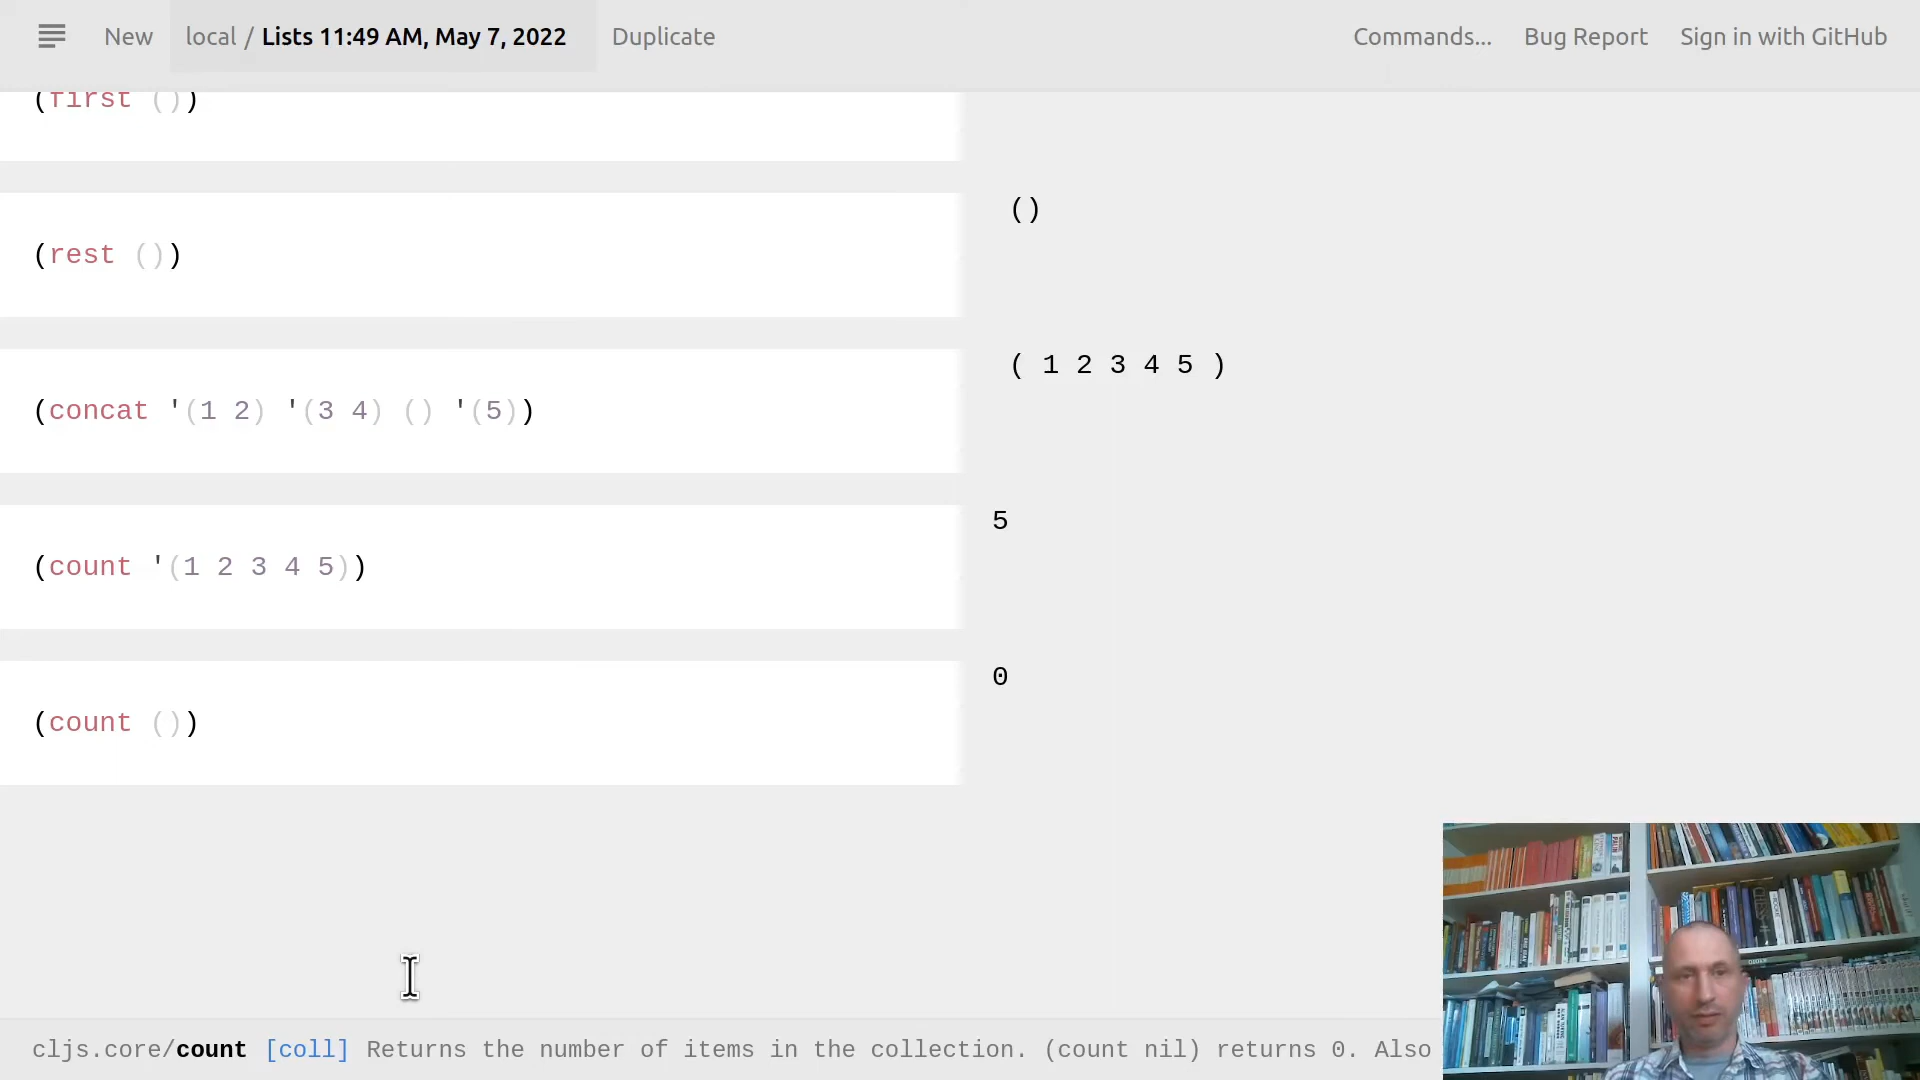 New local / Lists 11:49 AM, May 7, 2022 Duplicate Commands... Bug Report Sign in with GitHub
(first ())
(rest ())
()
(concat '(1 2) '(3 4) () '(5))
( 1 2 3 4 5 )
(count '(1 2 3 4 5))
5
(count ())
0
cljs.core/count [coll] Returns the number of items in the collection. (count nil) returns 0. Also